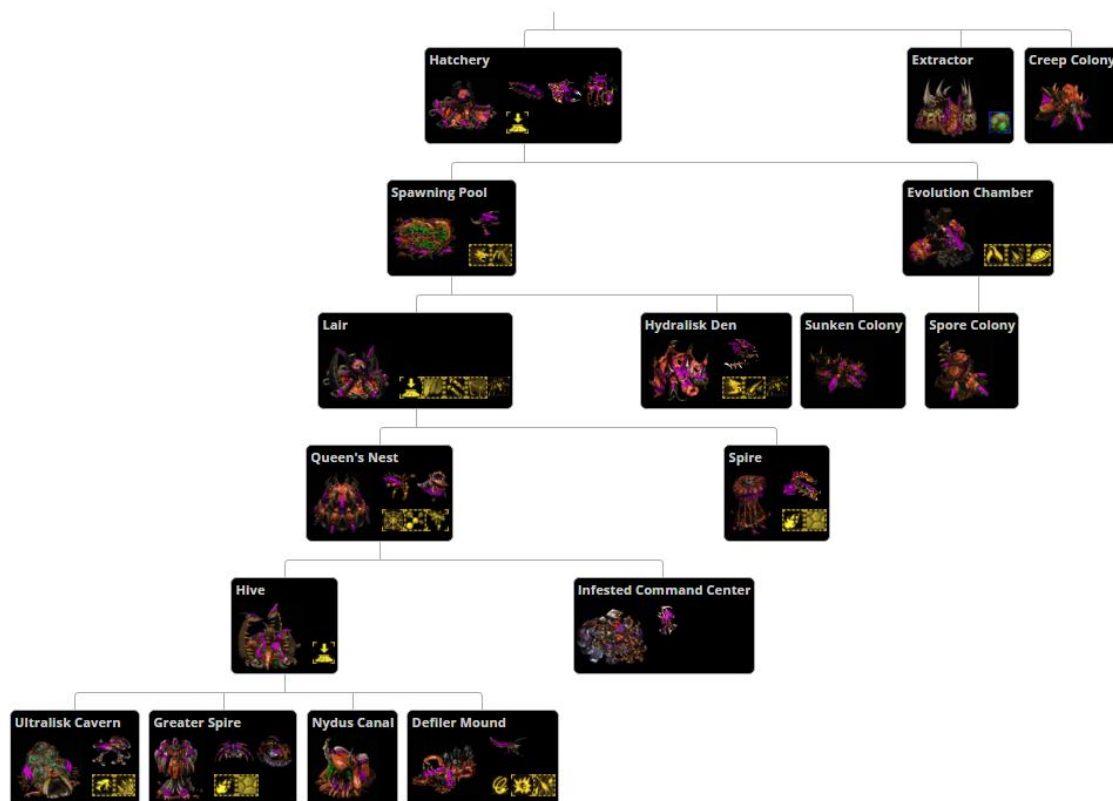 Hatchery
Extractor
Creep Colony
Spawning Pool
Evolution Chamber
Lair
Hydralisk Den
Sunken Colony
Spore Colony
Queen's Nest
Spire
Hive
Infested Command Center
Ultralisk Cavern
Greater Spire
Nydus Canal
Defiler Mound